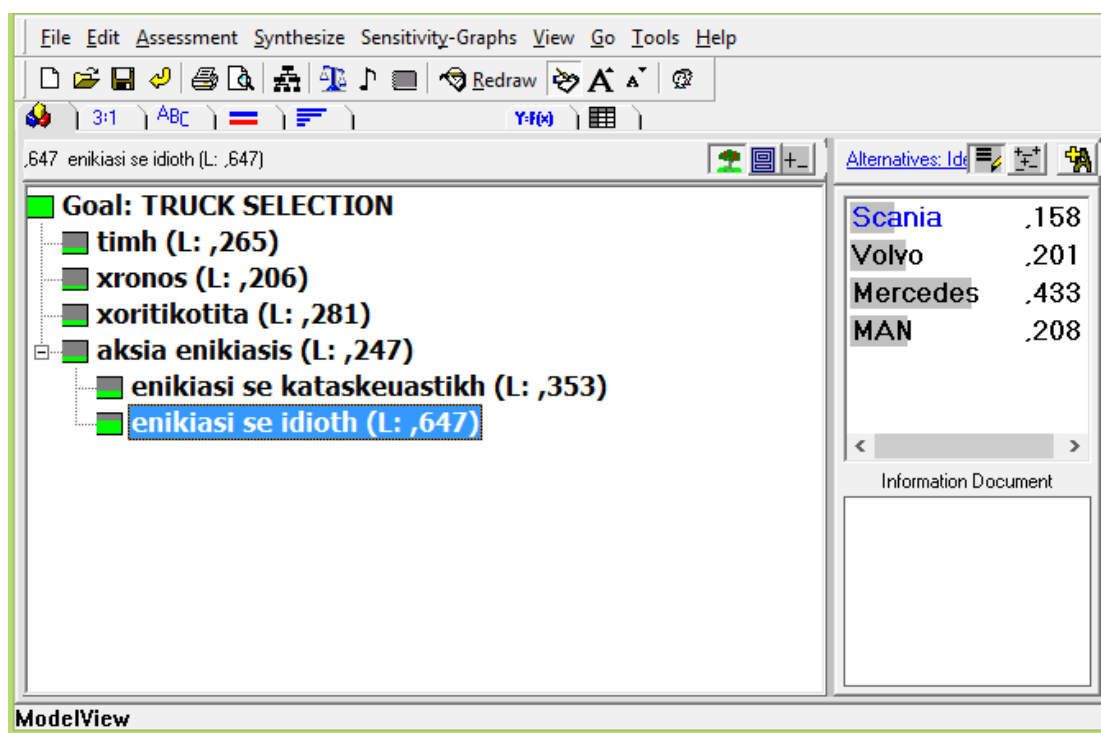 File Edit Assessment Synthesize Sensitivity-Graphs View Go Tools Help
Redraw A A
3:1 ABC Y=F(x)
,647 enikiasi se idioth (L: ,647)
Alternatives: Ide
Goal: TRUCK SELECTION
timh (L: ,265)
xronos (L: ,206)
xoritikotita (L: ,281)
aksia enikiasis (L: ,247)
enikiasi se kataskeuastikh (L: ,353)
enikiasi se idioth (L: ,647)
Scania ,158
Volvo ,201
Mercedes ,433
MAN ,208
Information Document
ModelView